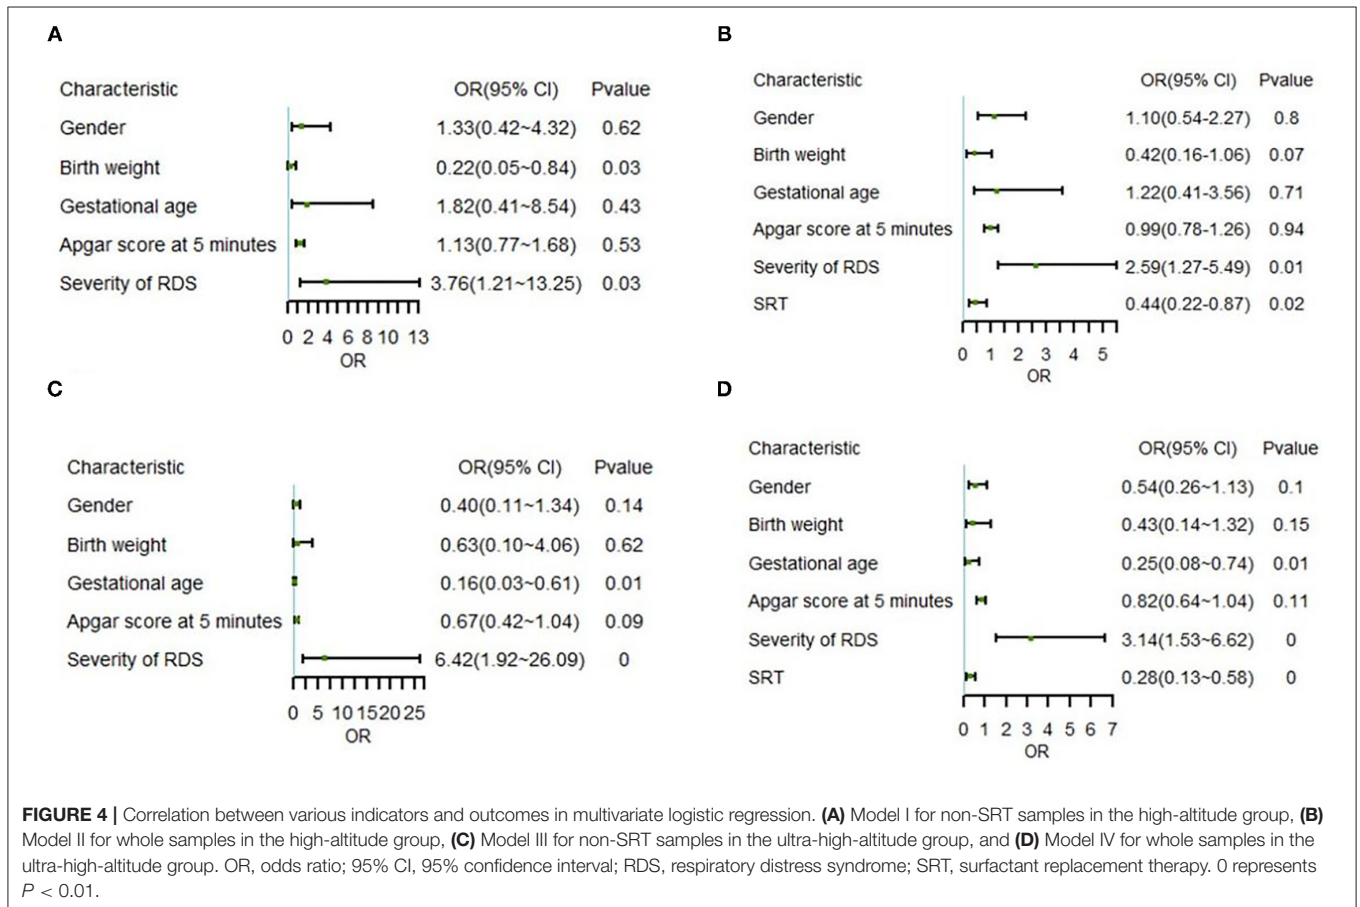 A
Characteristic OR(95% CI) Pvalue
Gender 1.33(0.42~4.32) 0.62
Birth weight 0.22(0.05~0.84) 0.03
Gestational age 1.82(0.41~8.54) 0.43
Apgar score at 5 minutes 1.13(0.77~1.68) 0.53
Severity of RDS 3.76(1.21~13.25) 0.03
0 2 4 6 8 10 13
OR
B
Characteristic OR(95% CI) Pvalue
Gender 1.10(0.54-2.27) 0.8
Birth weight 0.42(0.16-1.06) 0.07
Gestational age 1.22(0.41-3.56) 0.71
Apgar score at 5 minutes 0.99(0.78-1.26) 0.94
Severity of RDS 2.59(1.27-5.49) 0.01
SRT 0.44(0.22-0.87) 0.02
0 1 2 3 4 5
OR
C
Characteristic OR(95% CI) Pvalue
Gender 0.40(0.11~1.34) 0.14
Birth weight 0.63(0.10~4.06) 0.62
Gestational age 0.16(0.03~0.61) 0.01
Apgar score at 5 minutes 0.67(0.42~1.04) 0.09
Severity of RDS 6.42(1.92~26.09) 0
0 5 10 15 20 25
OR
D
Characteristic OR(95% CI) Pvalue
Gender 0.54(0.26~1.13) 0.1
Birth weight 0.43(0.14~1.32) 0.15
Gestational age 0.25(0.08~0.74) 0.01
Apgar score at 5 minutes 0.82(0.64~1.04) 0.11
Severity of RDS 3.14(1.53~6.62) 0
SRT 0.28(0.13~0.58) 0
0 1 2 3 4 5 6 7
OR
FIGURE 4 | Correlation between various indicators and outcomes in multivariate logistic regression. (A) Model I for non-SRT samples in the high-altitude group, (B)
Model II for whole samples in the high-altitude group, (C) Model III for non-SRT samples in the ultra-high-altitude group, and (D) Model IV for whole samples in the
ultra-high-altitude group. OR, odds ratio; 95% CI, 95% confidence interval; RDS, respiratory distress syndrome; SRT, surfactant replacement therapy. 0 represents
P < 0.01.